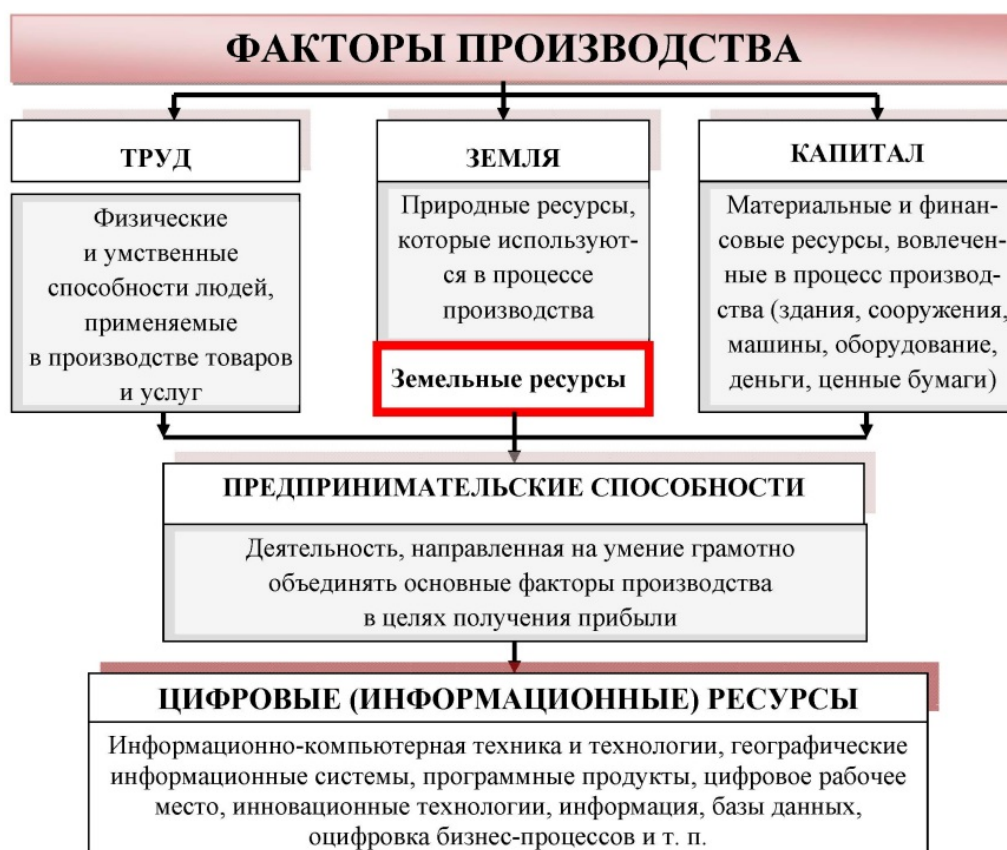 ФАКТОРЫ ПРОИЗВОДСТВА
ТРУД
Физические
и умственные
способности людей,
применяемые
в производстве товаров
и услуг
ЗЕМЛЯ
Природные ресурсы,
которые используют-
ся в процессе
производства
Земельные ресурсы
КАПИТАЛ
Материальные и финан-
совые ресурсы, вовлечен-
ные в процесс производ-
ства (здания, сооружения,
машины, оборудование,
деньги, ценные бумаги)
ПРЕДПРИНИМАТЕЛЬСКИЕ СПОСОБНОСТИ
Деятельность, направленная на умение грамотно
объединять основные факторы производства
в целях получения прибыли
ЦИФРОВЫЕ (ИНФОРМАЦИОННЫЕ) РЕСУРСЫ
Информационно-компьютерная техника и технологии, географические
информационные системы, программные продукты, цифровое рабочее
место, инновационные технологии, информация, базы данных,
оцифровка бизнес-процессов и т. п.